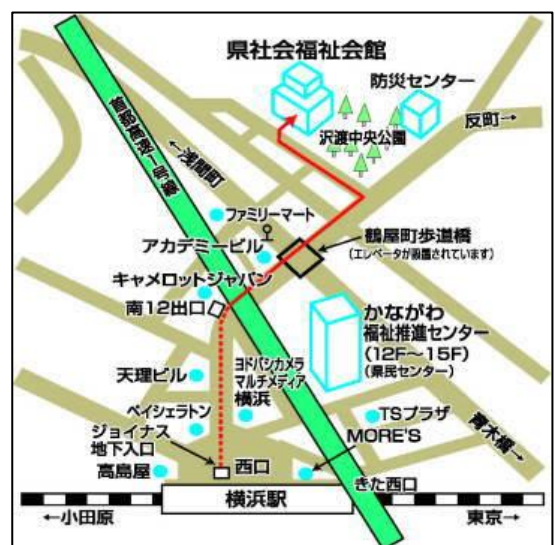 県社会福祉会館
防災センター
反町→
沢渡中央公園
首都高速一号線
←浅間町
ファミリーマート
鶴屋町歩道橋
(エレベータが設置されています)
アカデミービル
キャメロットジャパン
南12出口
かながわ
福祉推進センター
(12F～15F)
(県民センター)
ヨドバシカメラ
マルチメディア
横浜
天理ビル
ベイシェラトン
TSプラザ
青木橋→
ジョイナス
地下入口
MORE'S
高島屋
西口
きた西口
横浜駅
←小田原
東京→